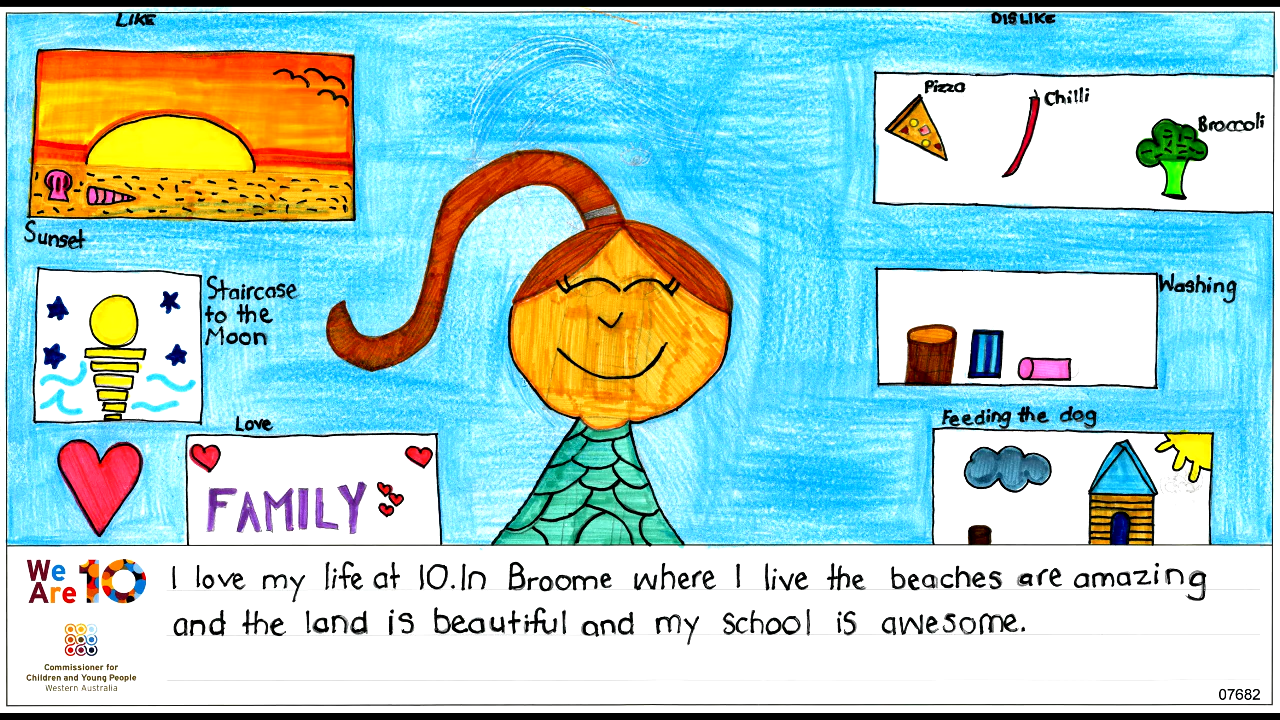 LIKE
DISLIKE
Pizza
Chilli
Broccoli
Sunset
Staircase
to the
Moon
Washing
Love
Feeding the dog
FAMILY
We
Are 10
I love my life at 10.In Broome where I live the beaches are amazing
and the land is beautiful and my school is awesome.
Commissioner for
Children and Young People
Western Australia
07682